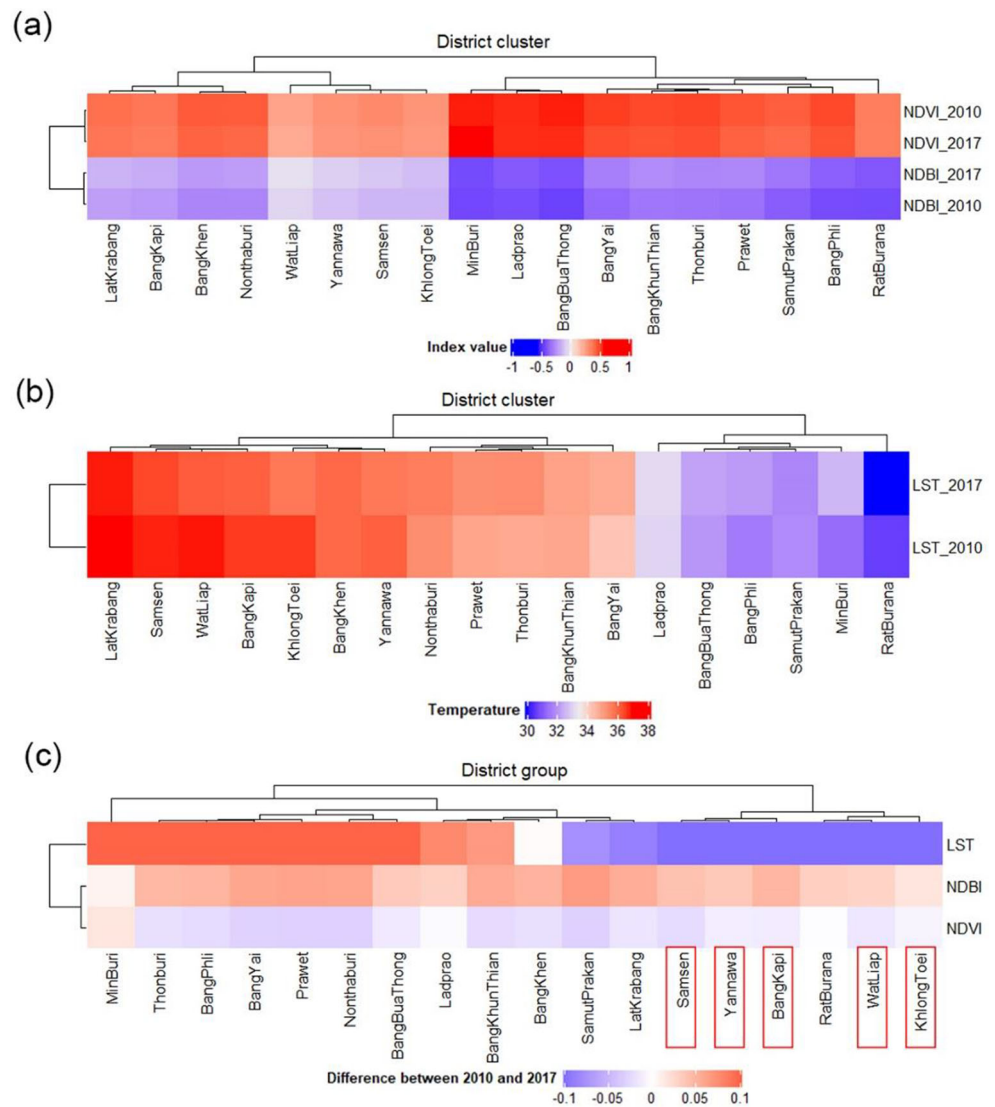 (a)
District cluster
NDVI_2010
NDVI_2017
NDBI_2017
NDBI_2010
LatKrabang
BangKapi
BangKhen
Nonthaburi
WatLiap
Yannawa
Samsen
KhlongToei
MinBuri
Ladprao
BangBuaThong
BangYai
BangKhunThian
Thonburi
Prawet
SamutPrakan
BangPhli
RatBurana
Index value
-1 -0.5 0 0.5 1
(b)
District cluster
LST_2017
LST_2010
LatKrabang
Samsen
WatLiap
BangKapi
KhlongToei
BangKhen
Yannawa
Nonthaburi
Prawet
Thonburi
BangKhunThian
BangYai
Ladprao
BangBuaThong
BangPhli
SamutPrakan
MinBuri
RatBurana
Temperature
30 32 34 36 38
(c)
District group
LST
NDBI
NDVI
MinBuri
Thonburi
BangPhli
BangYai
Prawet
Nonthaburi
BangBuaThong
Ladprao
BangKhunThian
BangKhen
SamutPrakan
LatKrabang
Samsen
Yannawa
BangKapi
RatBurana
WatLiap
KhlongToei
Difference between 2010 and 2017
-0.1 -0.05 0 0.05 0.1